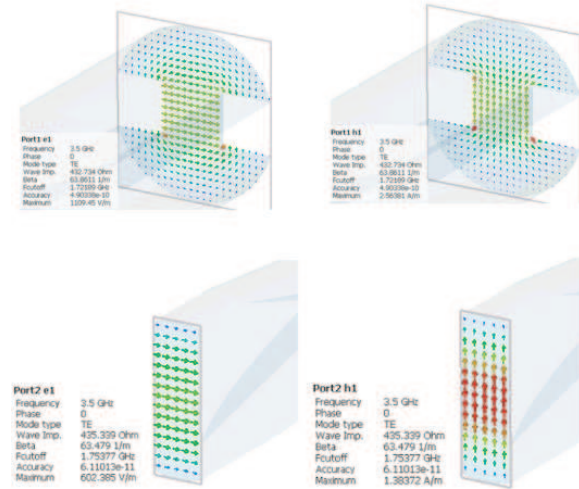 Port1 e1
Frequency 3.5 GHz
Phase 0
Mode type TE
Wave Imp. 432.734 Ohm
Beta 63.8611 1/m
Fcutoff 1.72189 GHz
Accuracy 4.90338e-10
Maximum 1109.45 V/m
Port1 h1
Frequency 3.5 GHz
Phase 0
Mode type TE
Wave Imp. 432.734 Ohm
Beta 63.8611 1/m
Fcutoff 1.72189 GHz
Accuracy 4.90338e-10
Maximum 2.56381 A/m
Port2 e1
Frequency 3.5 GHz
Phase 0
Mode type TE
Wave Imp. 435.339 Ohm
Beta 63.479 1/m
Fcutoff 1.75377 GHz
Accuracy 6.11013e-11
Maximum 602.385 V/m
Port2 h1
Frequency 3.5 GHz
Phase 0
Mode type TE
Wave Imp. 435.339 Ohm
Beta 63.479 1/m
Fcutoff 1.75377 GHz
Accuracy 6.11013e-11
Maximum 1.38372 A/m